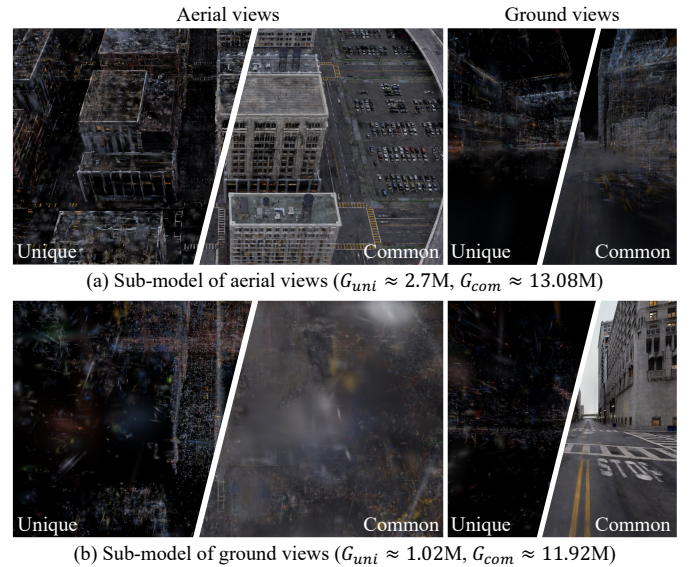 Aerial views Ground views
Unique Common Unique Common
(a) Sub-model of aerial views (G_uni ≈ 2.7M, G_com ≈ 13.08M)
STOP
Unique Common Unique Common
(b) Sub-model of ground views (G_uni ≈ 1.02M, G_com ≈ 11.92M)